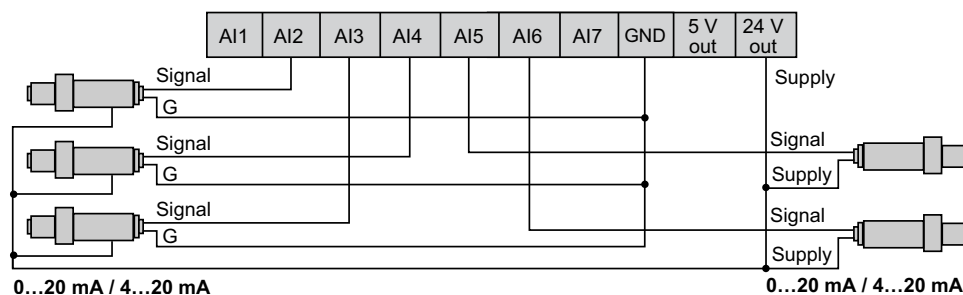 AI1 AI2 AI3 AI4 AI5 AI6 AI7 GND 5 V out 24 V out
Signal
G
Supply
Signal
G
Signal
Supply
Signal
G
Signal
Supply
0…20 mA / 4…20 mA
0…20 mA / 4…20 mA